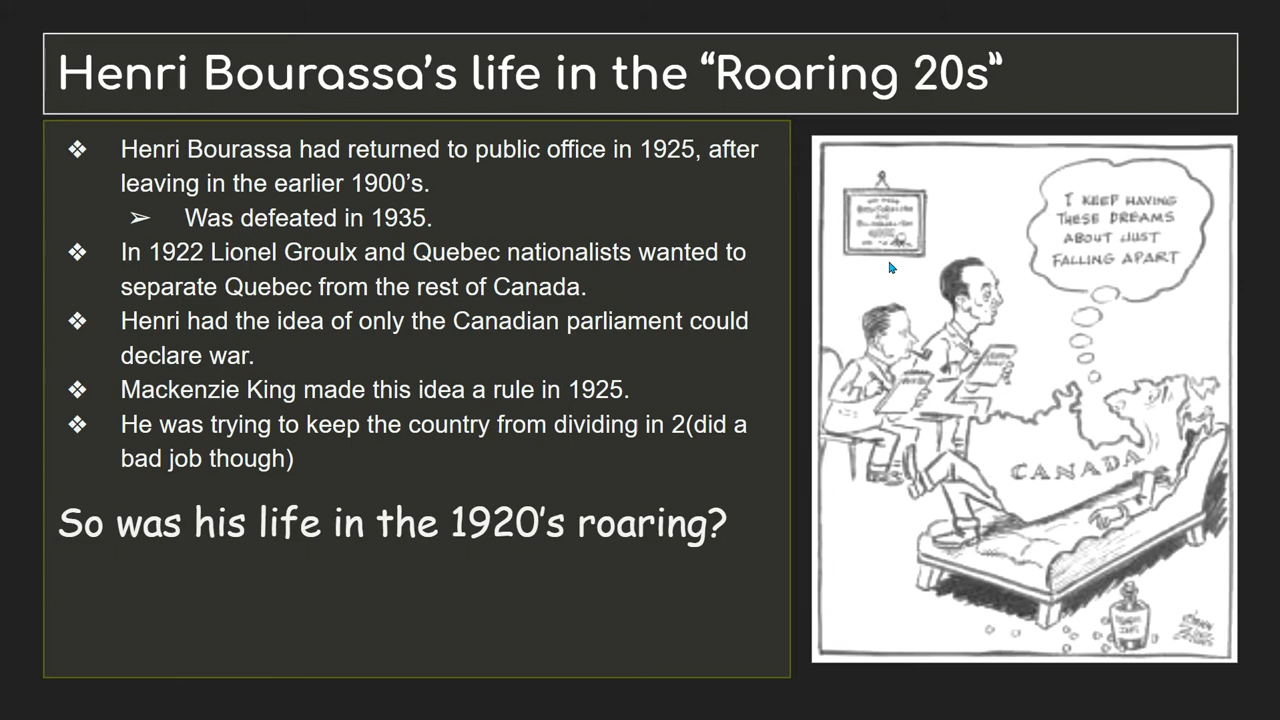 Henri Bourassa’s life in the “Roaring 20s”
❖ Henri Bourassa had returned to public office in 1925, after
leaving in the earlier 1900’s.
➢ Was defeated in 1935.
❖ In 1922 Lionel Groulx and Quebec nationalists wanted to
separate Quebec from the rest of Canada.
❖ Henri had the idea of only the Canadian parliament could
declare war.
❖ Mackenzie King made this idea a rule in 1925.
❖ He was trying to keep the country from dividing in 2(did a
bad job though)
So was his life in the 1920’s roaring?
I KEEP HAVING
THESE DREAMS
ABOUT JUST
FALLING APART
CANADA